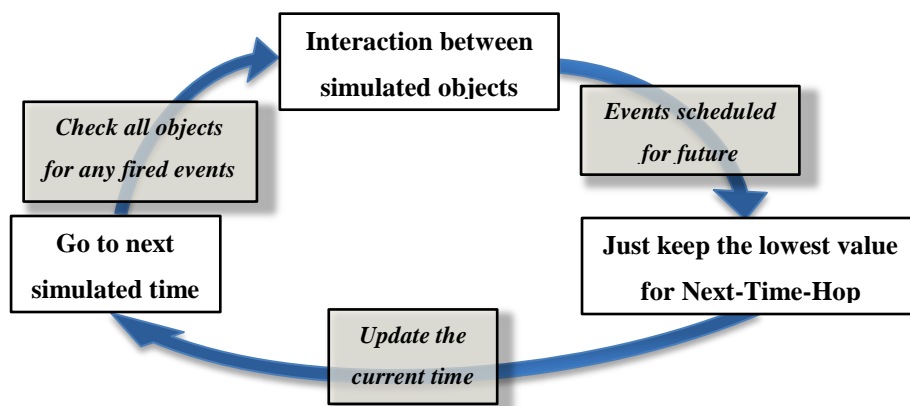 Interaction between
simulated objects
Check all objects
for any fired events
Events scheduled
for future
Go to next
simulated time
Just keep the lowest value
for Next-Time-Hop
Update the
current time